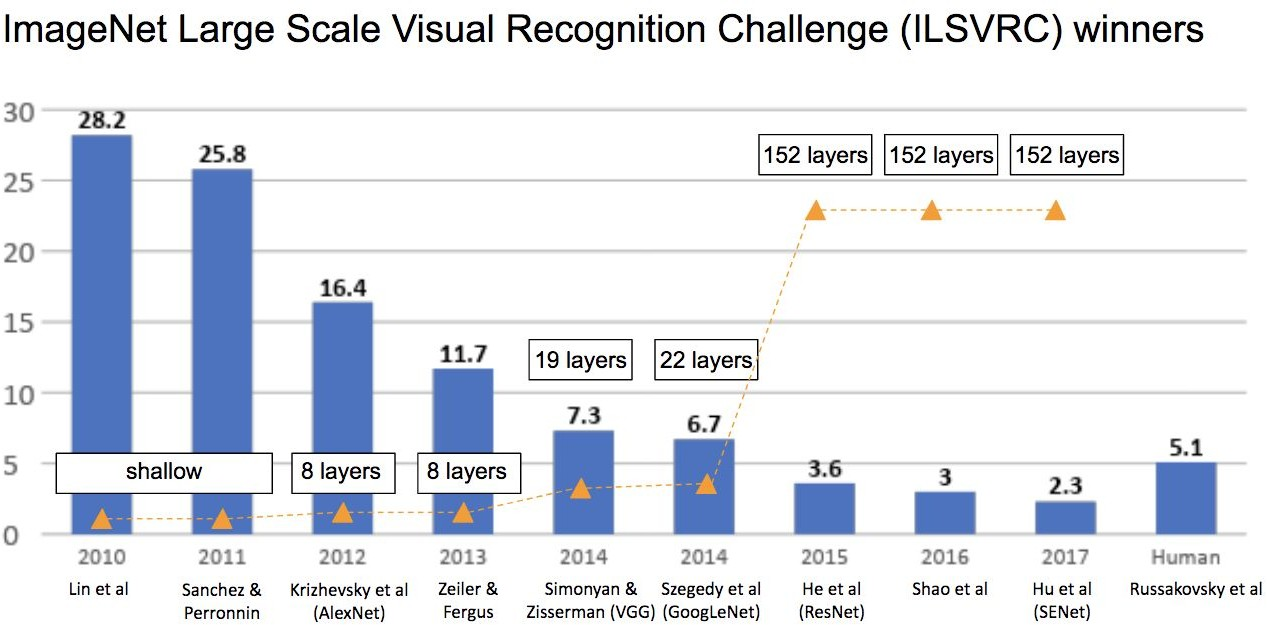 ImageNet Large Scale Visual Recognition Challenge (ILSVRC) winners
30
25
20
15
10
5
0
28.2
25.8
16.4
11.7
7.3
6.7
3.6
3
2.3
5.1
shallow
8 layers
8 layers
19 layers
22 layers
152 layers
152 layers
152 layers
2010
Lin et al
2011
Sanchez &
Perronnin
2012
Krizhevsky et al
(AlexNet)
2013
Zeiler &
Fergus
2014
Simonyan &
Zisserman (VGG)
2014
Szegedy et al
(GoogLeNet)
2015
He et al
(ResNet)
2016
Shao et al
2017
Hu et al
(SENet)
Human
Russakovsky et al